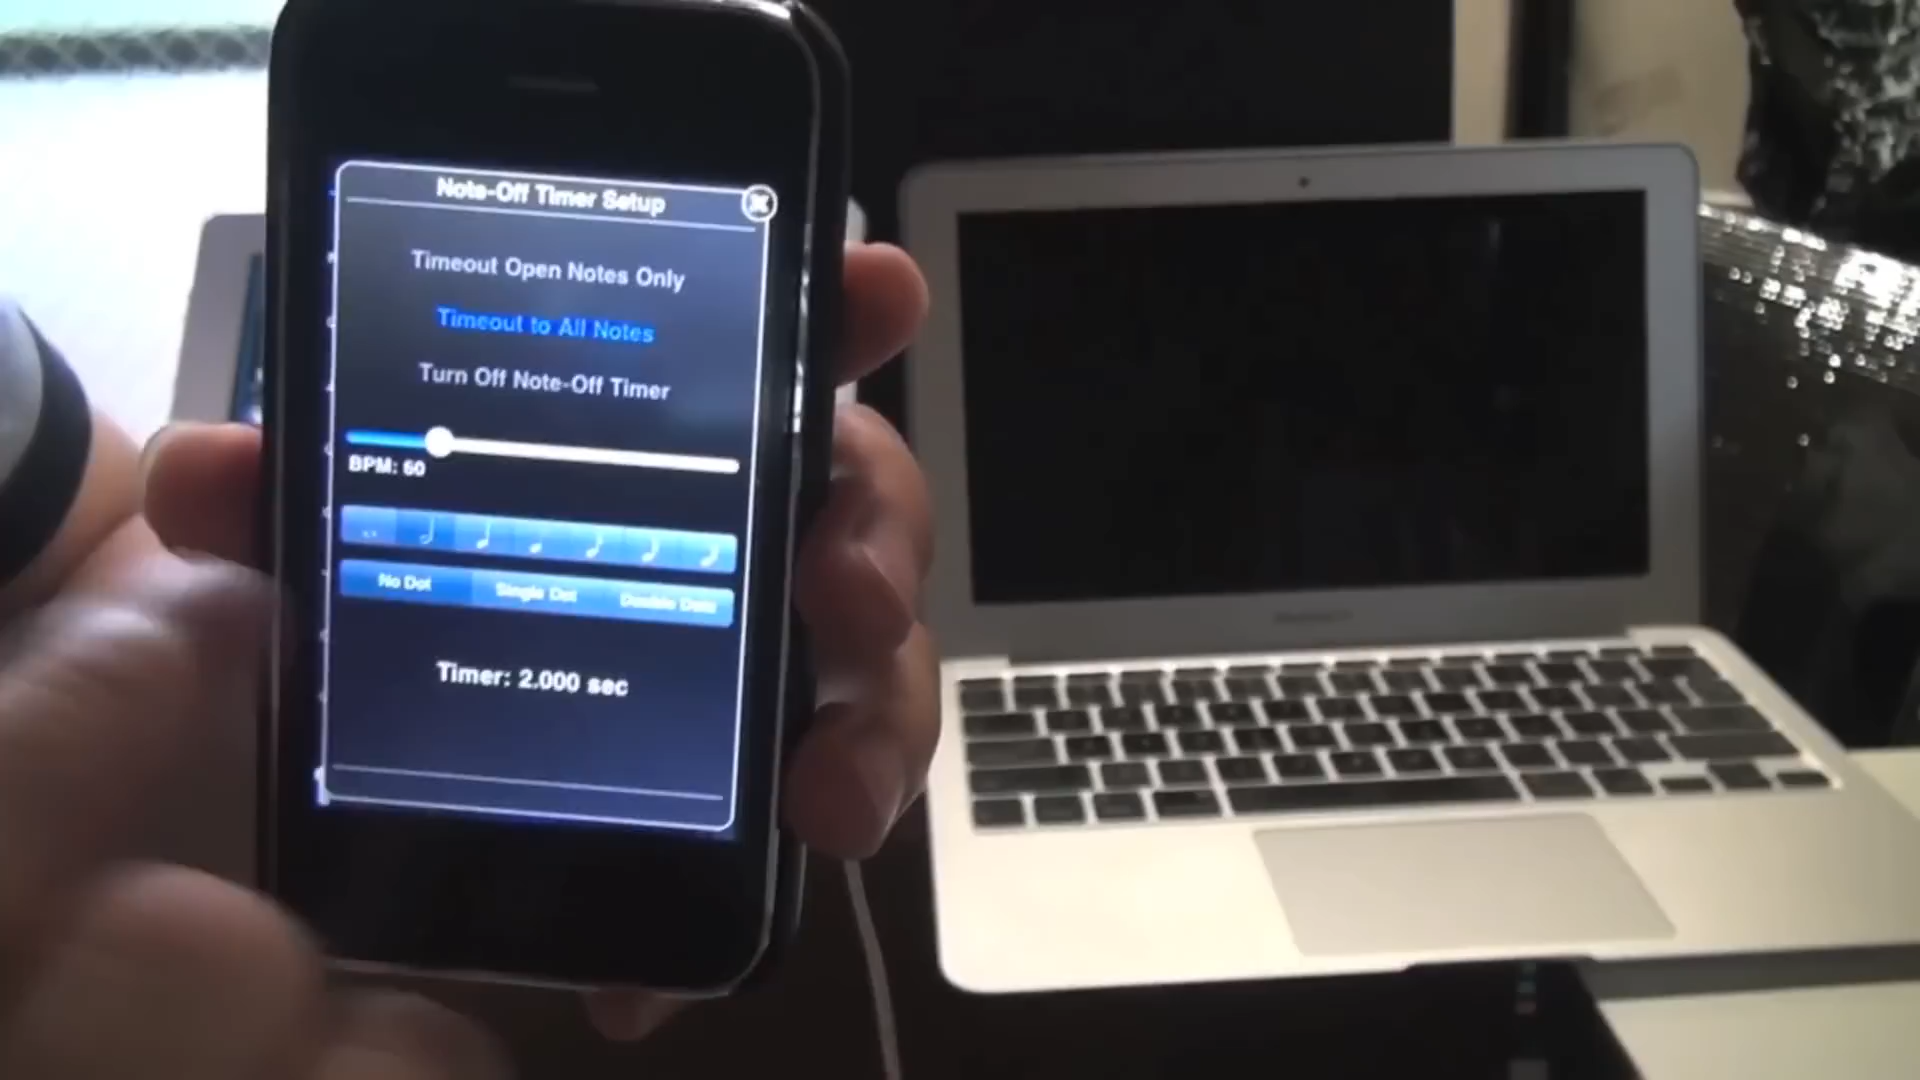 Note-Off Timer Setup
Timeout Open Notes Only
Timeout to All Notes
Turn Off Note-Off Timer
BPM: 60
No Dot Single Dot Double Dots
Timer: 2.000 sec